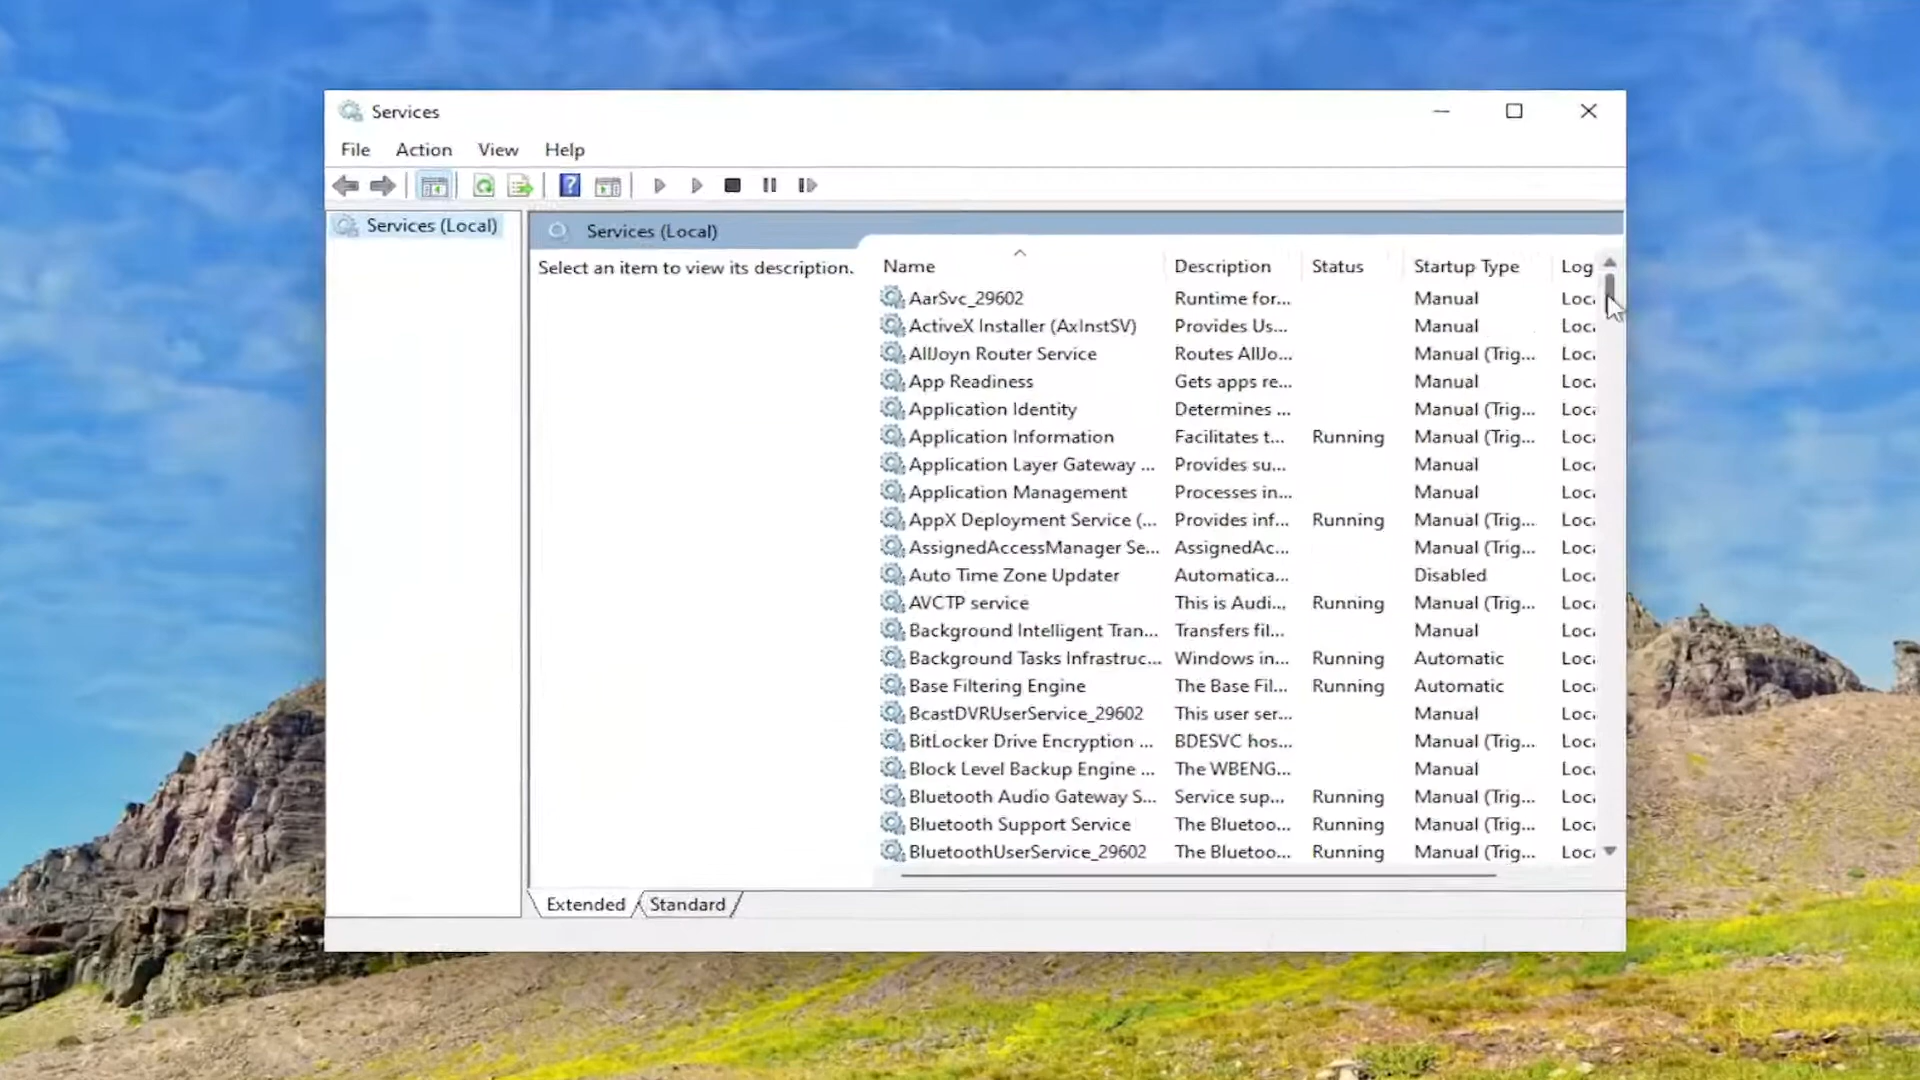 Services
File Action View Help
Services (Local)
Services (Local)
Select an item to view its description.
Name Description Status Startup Type Log
AarSvc_29602 Runtime for... Manual Loc
ActiveX Installer (AxInstSV) Provides Us... Manual Loc
AllJoyn Router Service Routes AllJo... Manual (Trig... Loc
App Readiness Gets apps re... Manual Loc
Application Identity Determines ... Manual (Trig... Loc
Application Information Facilitates t... Running Manual (Trig... Loc
Application Layer Gateway ... Provides su... Manual Loc
Application Management Processes in... Manual Loc
AppX Deployment Service (... Provides inf... Running Manual (Trig... Loc
AssignedAccessManager Se... AssignedAc... Manual (Trig... Loc
Auto Time Zone Updater Automatica... Disabled Loc
AVCTP service This is Audi... Running Manual (Trig... Loc
Background Intelligent Tran... Transfers fil... Manual Loc
Background Tasks Infrastruc... Windows in... Running Automatic Loc
Base Filtering Engine The Base Fil... Running Automatic Loc
BcastDVRUserService_29602 This user ser... Manual Loc
BitLocker Drive Encryption ... BDESVC hos... Manual (Trig... Loc
Block Level Backup Engine ... The WBENG... Manual Loc
Bluetooth Audio Gateway S... Service sup... Running Manual (Trig... Loc
Bluetooth Support Service The Bluetoo... Running Manual (Trig... Loc
BluetoothUserService_29602 The Bluetoo... Running Manual (Trig... Loc
Extended Standard